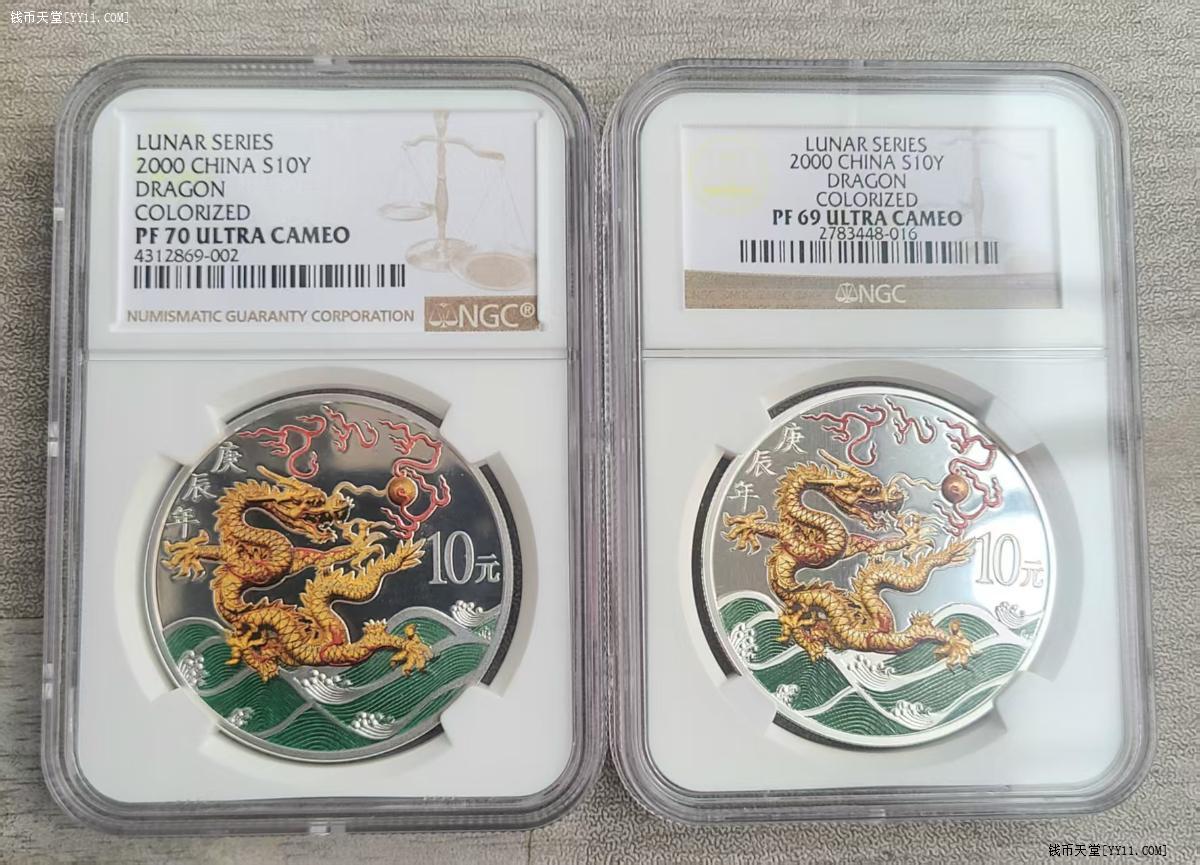 钱币天堂[YY11.COM]
LUNAR SERIES
2000 CHINA S10Y
DRAGON
COLORIZED
PF 70 ULTRA CAMEO
4312869-002
NUMISMATIC GUARANTY CORPORATION
NGC®
庚辰年
10元
LUNAR SERIES
2000 CHINA S10Y
DRAGON
COLORIZED
PF 69 ULTRA CAMEO
2783448-016
NGC
庚辰年
10元
钱币天堂[YY11.COM]